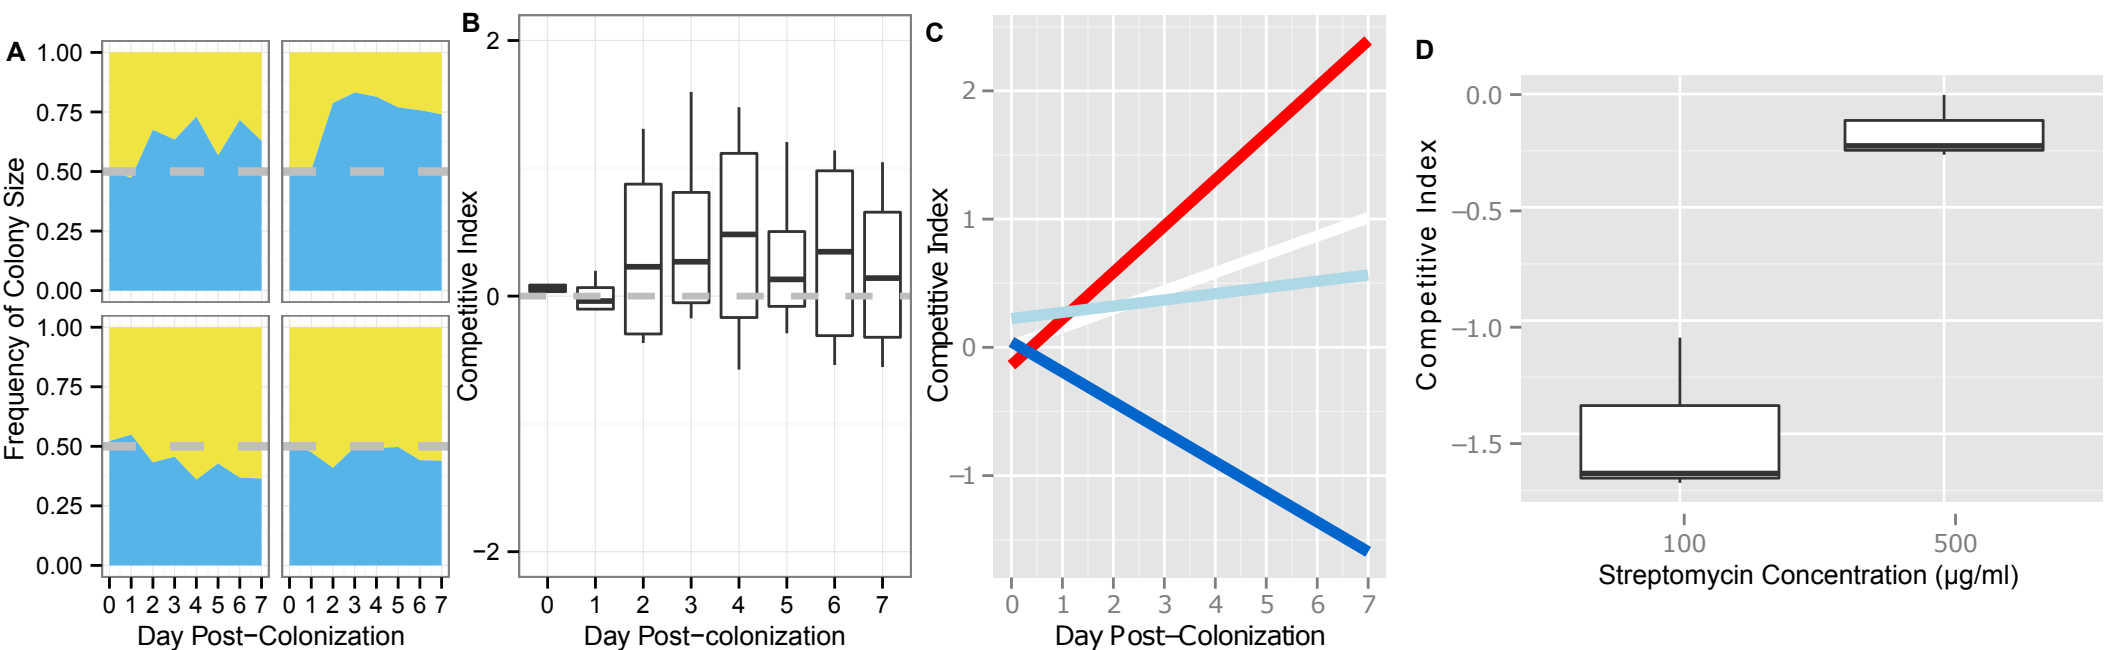 A
Frequency of Colony Size
1.00
0.75
0.50
0.25
0.00
1.00
0.75
0.50
0.25
0.00
0 1 2 3 4 5 6 7
0 1 2 3 4 5 6 7
Day Post−Colonization
B
Competitive Index
2
0
−2
0 1 2 3 4 5 6 7
Day Post−colonization
C
Competitive Index
2
1
0
−1
0 1 2 3 4 5 6 7
Day Post−Colonization
D
Competitive Index
0.0
−0.5
−1.0
−1.5
100 500
Streptomycin Concentration (µg/ml)